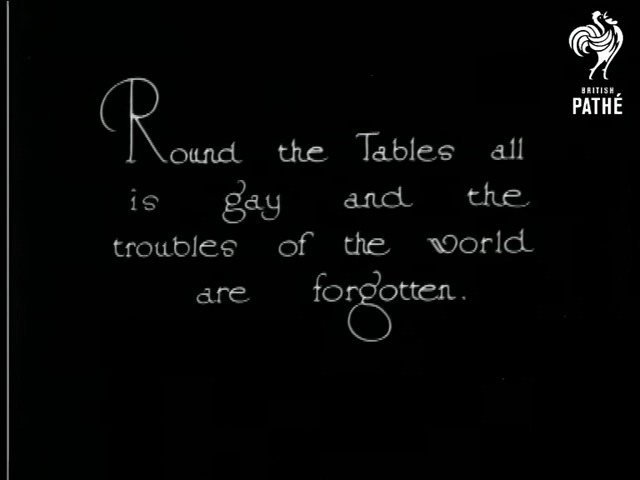 BRITISH
PATHÉ
Round the Tables all
is gay and the
troubles of the world
are forgotten.